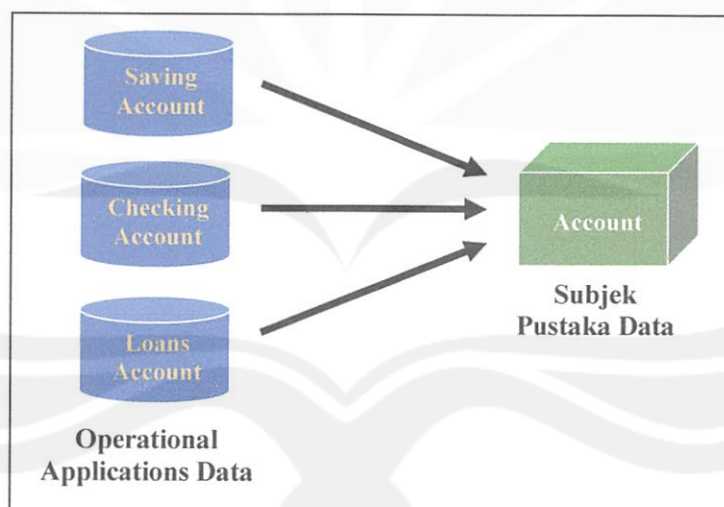 Saving
Account
Checking
Account
Loans
Account
Operational
Applications Data
Account
Subjek
Pustaka Data